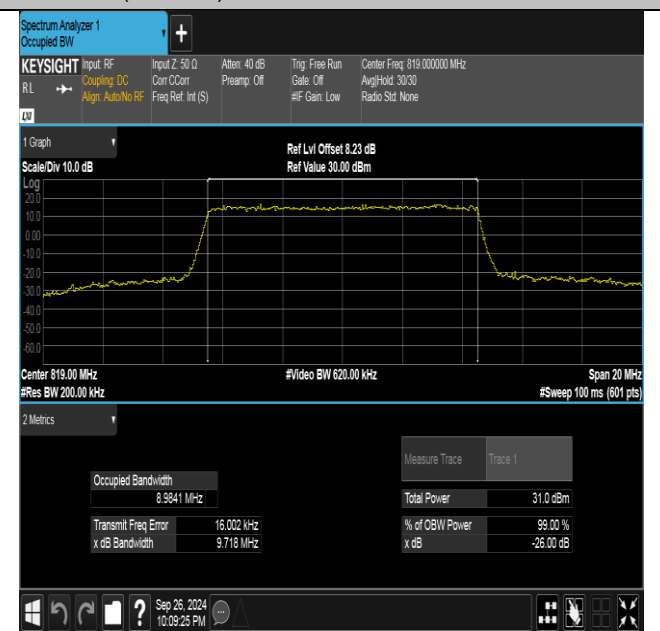 Spectrum Analyzer 1
Occupied BW
+
KEYSIGHT
RL
LXI
Input: RF
Coupling: DC
Align: Auto/No RF
Input Z: 50 Ω
Corr CCorr
Freq Ref: Int (S)
Atten: 40 dB
Preamp: Off
Trig: Free Run
Gate: Off
#IF Gain: Low
Center Freq: 819.000000 MHz
Avg|Hold: 30/30
Radio Std: None
1 Graph
Scale/Div 10.0 dB
Ref Lvl Offset 8.23 dB
Ref Value 30.00 dBm
Log
20.0
10.0
0.00
-10.0
-20.0
-30.0
-40.0
-50.0
-60.0
Center 819.00 MHz
#Video BW 620.00 kHz
Span 20 MHz
#Res BW 200.00 kHz
#Sweep 100 ms (601 pts)
2 Metrics
Measure Trace
Trace 1
Occupied Bandwidth
8.9841 MHz
Total Power
31.0 dBm
Transmit Freq Error
16.002 kHz
% of OBW Power
99.00 %
x dB Bandwidth
9.718 MHz
x dB
-26.00 dB
?
Sep 26, 2024
10:09:25 PM